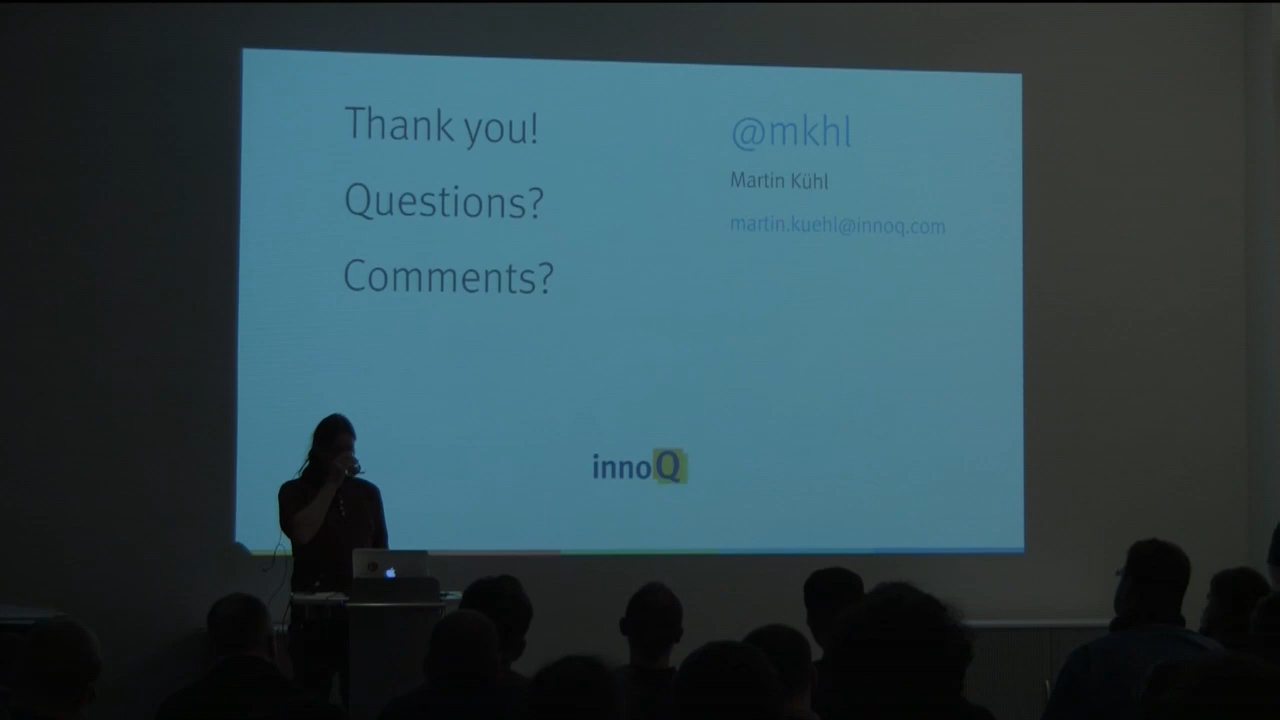 Thank you!
Questions?
Comments?
@mkhl
Martin Kühl
martin.kuehl@innoq.com
innoQ